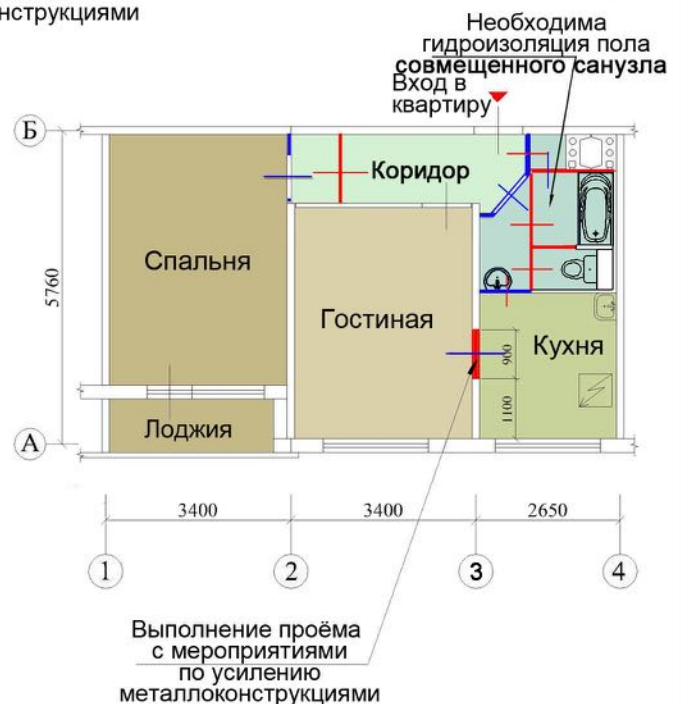 нструкциями
Необходима
гидроизоляция пола
совмещенного санузла
Вход в
квартиру
Б
Коридор
Спальня
5760
Гостиная
Кухня
900
1100
Лоджия
А
3400
3400
2650
1
2
3
4
Выполнение проёма
с мероприятиями
по усилению
металлоконструкциями